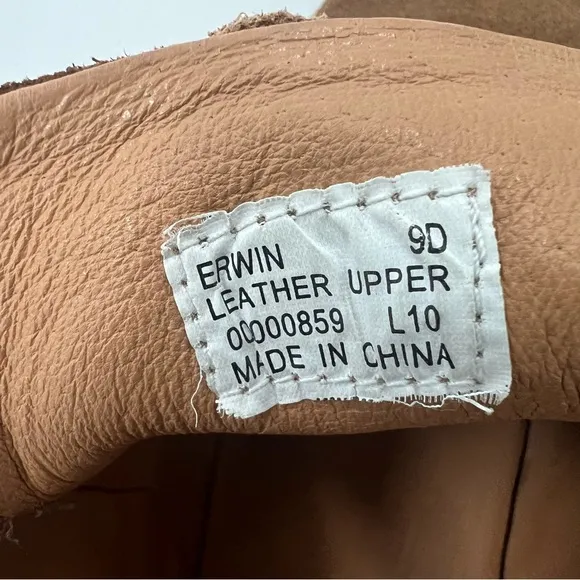 ERWIN 9D
LEATHER UPPER
00000859 L10
MADE IN CHINA